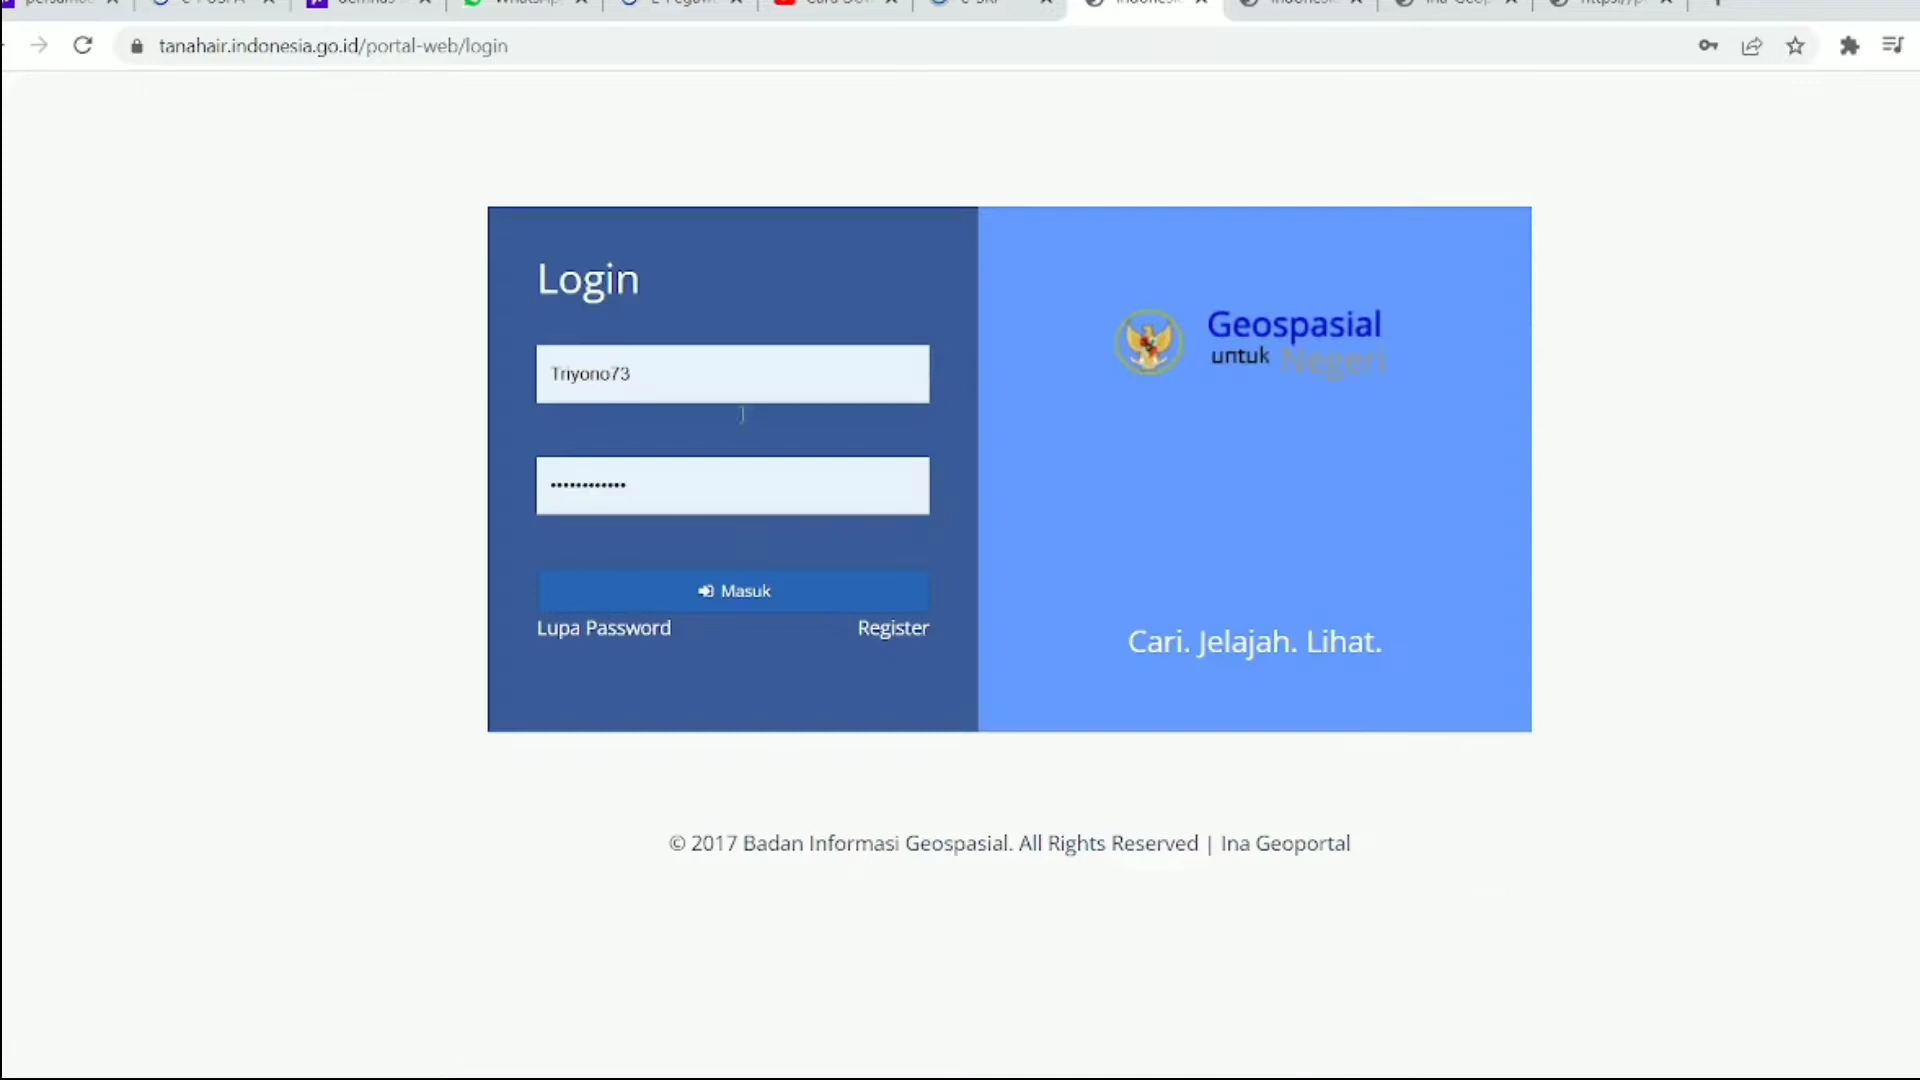 tanahair.indonesia.go.id/portal-web/login
Login
Geospasial
untuk Negeri
Triyono73
••••••••••••
Masuk
Lupa Password
Register
Cari. Jelajah. Lihat.
© 2017 Badan Informasi Geospasial. All Rights Reserved | Ina Geoportal